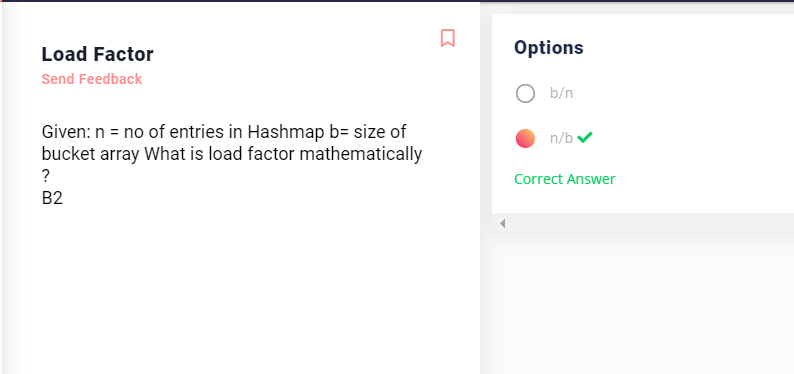 Load Factor
Send Feedback
Given: n = no of entries in Hashmap b= size of
bucket array What is load factor mathematically
?
B2
Options
b/n
n/b
Correct Answer